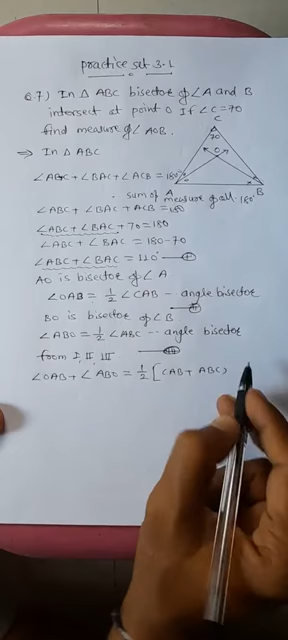 practice set 3.1
Q7) In △ ABC bisector of ∠A and B
intersect at point O If ∠C=70
find measure of ∠AOB.
C
70
O
A
B
⇒ In △ ABC
∠ABC+∠BAC+∠ACB=180
sum of measure of all 180°
∠ABC+∠BAC+ACB=180
∠ABC+∠BAC+70=180
∠ABC+∠BAC=180-70
∠ABC+∠BAC=110°
AO is bisector of ∠A
∠OAB=½∠CAB - angle bisector
BO is bisector of ∠B
∠ABO=½∠ABC -- angle bisector
from I, II, III
∠OAB+∠ABO=½[CAB+ABC]